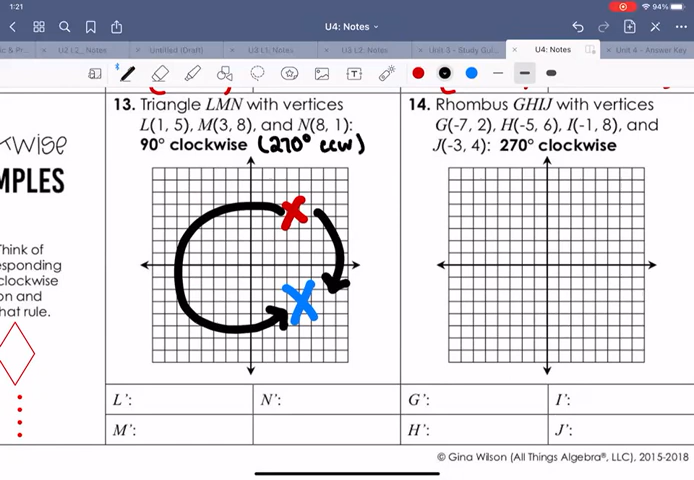 1:21
94%
U4: Notes
U2 L2_ Notes
Untitled (Draft)
U3 L1: Notes
U3 L2: Notes
Unit 3 - Study Gui...
U4: Notes
Unit 4 - Answer Key
13. Triangle LMN with vertices
L(1, 5), M(3, 8), and N(8, 1):
90° clockwise (270° ccw)
14. Rhombus GHIJ with vertices
G(-7, 2), H(-5, 6), I(-1, 8), and
J(-3, 4): 270° clockwise
kwise
MPLES
Think of
esponding
clockwise
on and
hat rule.
L':
N':
M':
G':
I':
H':
J':
© Gina Wilson (All Things Algebra®, LLC), 2015-2018